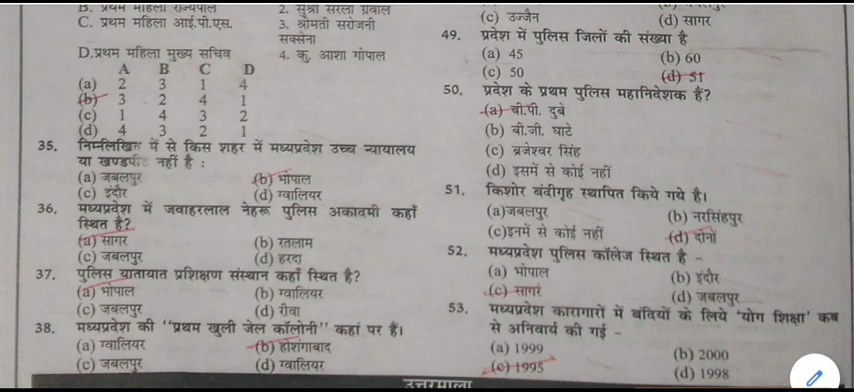 B. प्रथम महिला राज्यपाल 2. सुश्री सरला ग्रेवाल
C. प्रथम महिला आई.पी.एस. 3. श्रीमती सरोजनी
सक्सेना
D.प्रथम महिला मुख्य सचिव 4. कु. आशा गोपाल
A B C D
(a) 2 3 1 4
(b) 3 2 4 1
(c) 1 4 3 2
(d) 4 3 2 1
35. निम्नलिखित में से किस शहर में मध्यप्रदेश उच्च न्यायालय
या खण्डपीठ नहीं है :
(a) जबलपुर (b) भोपाल
(c) इंदौर (d) ग्वालियर
36. मध्यप्रदेश में जवाहरलाल नेहरू पुलिस अकादमी कहाँ
स्थित है?
(a) सागर (b) रतलाम
(c) जबलपुर (d) हरदा
37. पुलिस यातायात प्रशिक्षण संस्थान कहाँ स्थित है?
(a) भोपाल (b) ग्वालियर
(c) जबलपुर (d) रीवा
38. मध्यप्रदेश की ''प्रथम खुली जेल कॉलोनी'' कहां पर हैं।
(a) ग्वालियर (b) होशंगाबाद
(c) जबलपुर (d) ग्वालियर
(c) उज्जैन (d) सागर
49. प्रदेश में पुलिस जिलों की संख्या है
(a) 45 (b) 60
(c) 50 (d) 51
50. प्रदेश के प्रथम पुलिस महानिदेशक हैं?
(a) बी.पी. दुबे
(b) बी.जी. घाटे
(c) ब्रजेश्वर सिंह
(d) इसमें से कोई नहीं
51. किशोर बंदीगृह स्थापित किये गये है।
(a)जबलपुर (b) नरसिंहपुर
(c)इनमें से कोई नहीं (d) दोनों
52. मध्यप्रदेश पुलिस कॉलेज स्थित है -
(a) भोपाल (b) इंदौर
(c) सागर (d) जबलपुर
53. मध्यप्रदेश कारागारों में बंदियों के लिये 'योग शिक्षा' कब
से अनिवार्य की गई -
(a) 1999 (b) 2000
(c) 1995 (d) 1998
उत्तरमाला